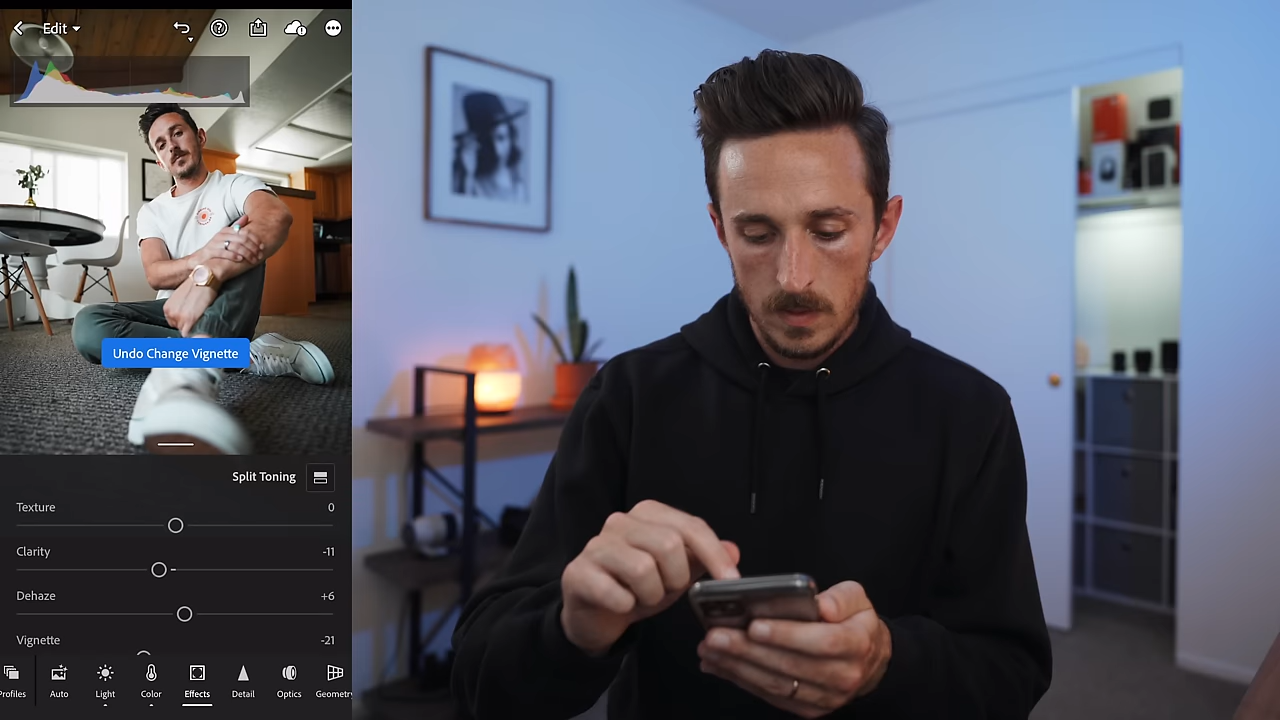 Edit
Undo Change Vignette
Split Toning
Texture 0
Clarity -11
Dehaze +6
Vignette -21
Profiles Auto Light Color Effects Detail Optics Geometry